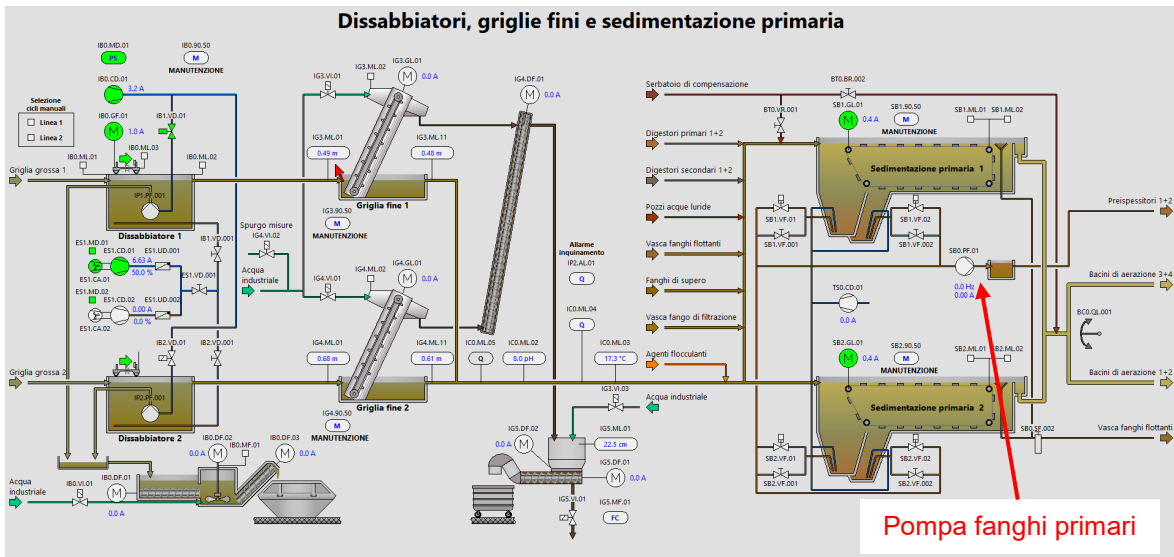 Dissabbiatori, griglie fini e sedimentazione primaria
IB0.MD.01
PS
IB0.90.50
M
MANUTENZIONE
IB0.CD.01
3.2 A
Selezione
cicli manuali
Linea 1
Linea 2
IB0.GF.01
M
1.0 A
IB1.VD.01
IB0.ML.01
IB0.ML.03
IB0.ML.02
Griglia grossa 1
IP1.PF.001
Dissabbiatore 1
IB1.VD.001
ES1.MD.01
ES1.CD.01
ES1.UD.001
6.63 A
50.0 %
ES1.CA.01
ES1.MD.02
ES1.CD.02
ES1.UD.002
0.00 A
0.0 %
ES1.CA.02
ES1.VD.001
IB2.VD.01
IB2.VD.001
Griglia grossa 2
IP2.PF.001
Dissabbiatore 2
IB0.DF.02
M
0.0 A
IB0.MF.01
IB0.DF.03
M
0.0 A
Acqua
industriale
IB0.VI.01
IB0.DF.01
M
0.0 A
IG3.VI.01
IG3.ML.02
IG3.GL.01
M
0.0 A
IG3.ML.01
0.49 m
IG3.ML.11
0.48 m
Griglia fine 1
IG3.90.50
M
MANUTENZIONE
Spurgo misure
IG4.VI.02
Acqua
industriale
IG4.VI.01
IG4.ML.02
IG4.GL.01
M
0.0 A
IG4.ML.01
0.68 m
IG4.ML.11
0.61 m
Griglia fine 2
IG4.90.50
M
MANUTENZIONE
IG4.DF.01
M
0.0 A
Allarme
inquinamento
IP2.AL.01
Q
IC0.ML.04
Q
IC0.ML.05
Q
IC0.ML.02
8.0 pH
IC0.ML.03
17.3 °C
IG3.VI.03
Acqua industriale
IG5.DF.02
M
0.0 A
IG5.ML.01
22.5 cm
IG5.DF.01
M
0.0 A
IG5.VI.01
IG5.MF.01
FC
Serbatoio di compensazione
Digestori primari 1+2
Digestori secondari 1+2
Pozzi acque luride
Vasca fanghi flottanti
Fanghi di supero
Vasca fango di filtrazione
Agenti flocculanti
BT0.BR.002
BT0.VR.001
SB1.GL.01
M
0.4 A
SB1.90.50
M
MANUTENZIONE
SB1.ML.01
SB1.ML.02
Sedimentazione primaria 1
SB1.VF.01
SB1.VF.001
SB1.VF.02
SB1.VF.002
SB0.PF.01
0.0 Hz
0.00 A
TS0.CD.01
0.0 A
SB2.GL.01
M
0.4 A
SB2.90.50
M
MANUTENZIONE
SB2.ML.01
SB2.ML.02
Sedimentazione primaria 2
SB2.VF.01
SB2.VF.001
SB2.VF.02
SB2.VF.002
SB0.SF.002
Preispessitori 1+2
Bacini di aerazione 3+4
BC0.QL.001
Bacini di aerazione 1+2
Vasca fanghi flottanti
Pompa fanghi primari